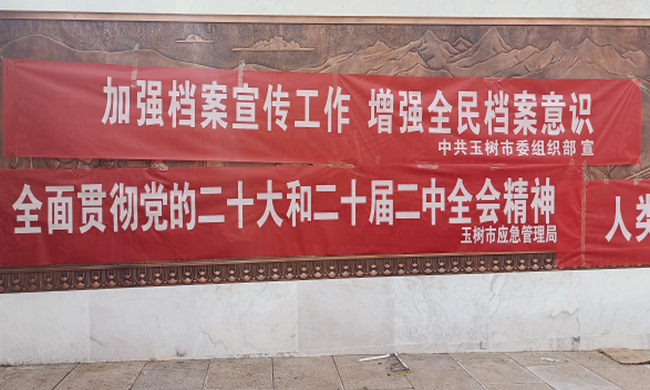 加强档案宣传工作 增强全民档案意识
中共玉树市委组织部 宣
全面贯彻党的二十大和二十届二中全会精神
玉树市应急管理局
人类